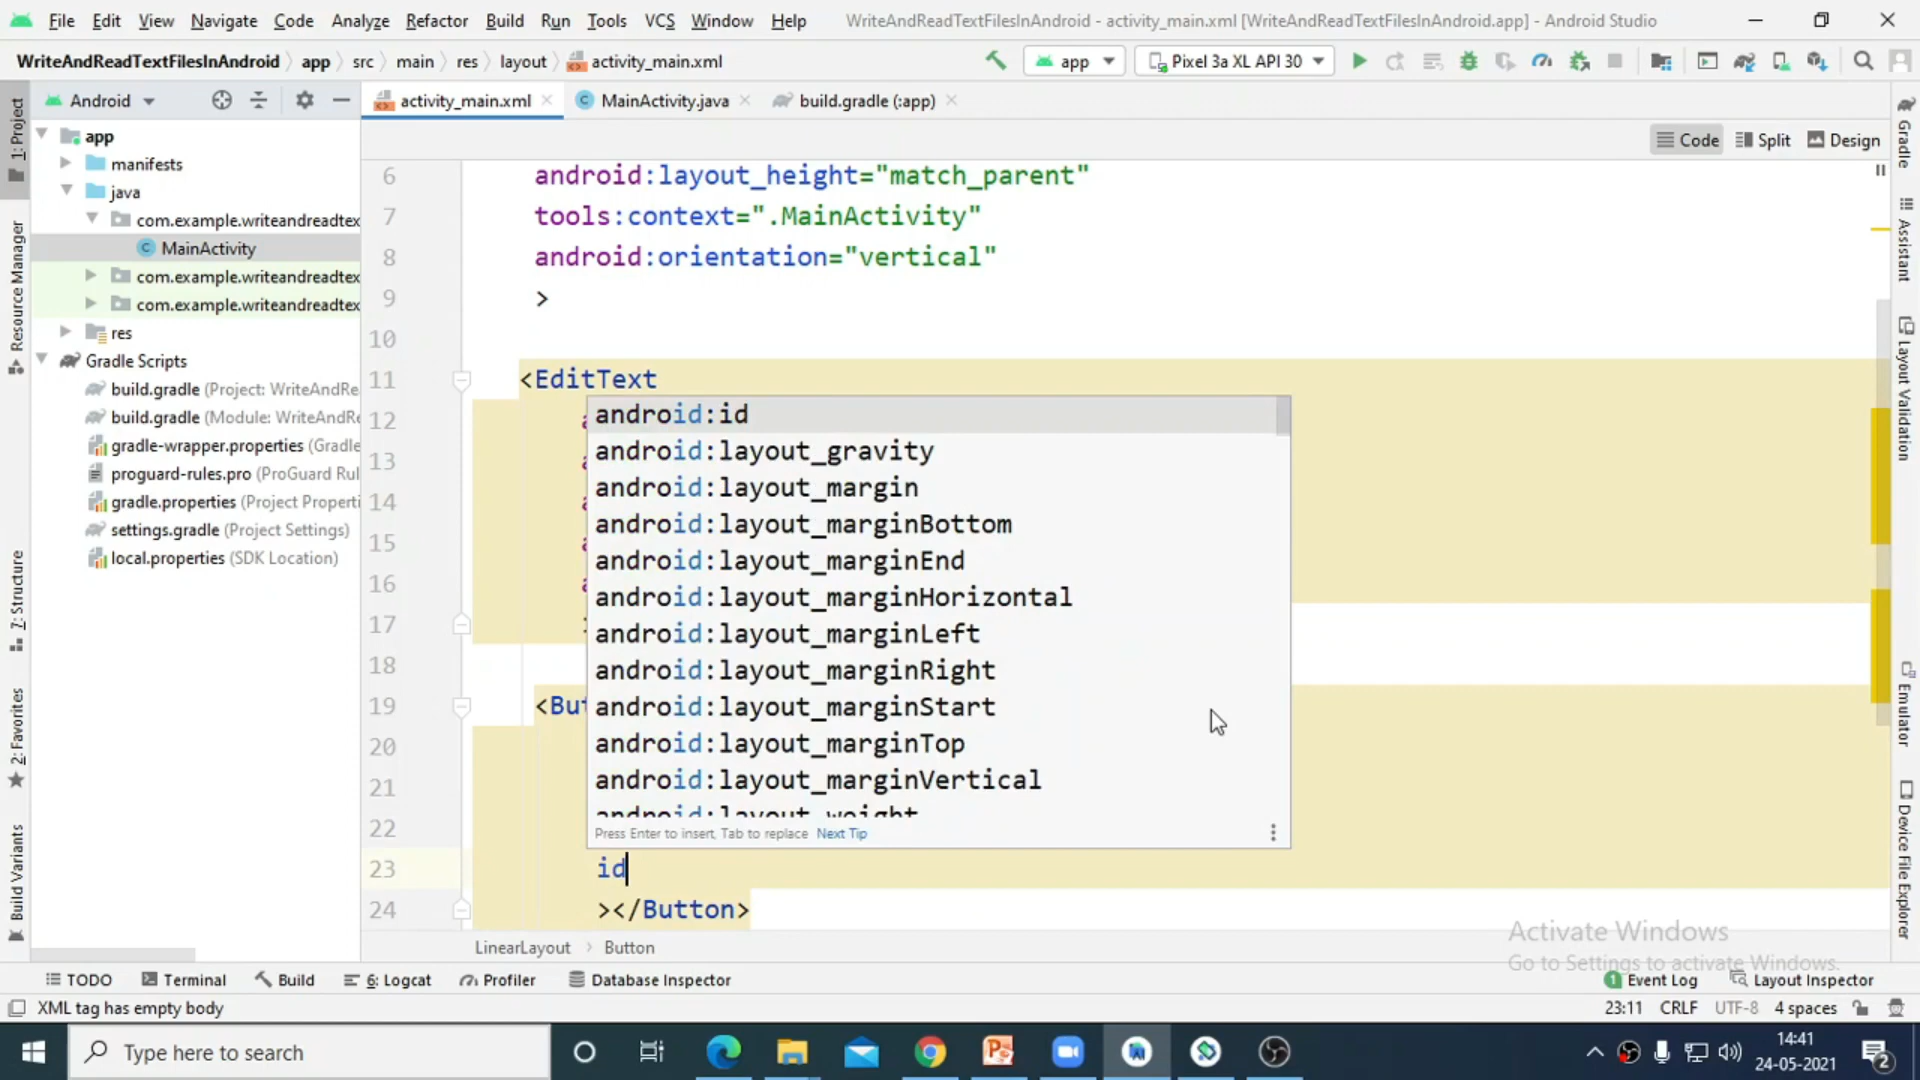 File Edit View Navigate Code Analyze Refactor Build Run Tools VCS Window Help WriteAndReadTextFilesInAndroid - activity_main.xml [WriteAndReadTextFilesInAndroid.app] - Android Studio
WriteAndReadTextFilesInAndroid app src main res layout activity_main.xml app Pixel 3a XL API 30
Android activity_main.xml MainActivity.java build.gradle (:app)
Code Split Design
1: Project
Resource Manager
7: Structure
2: Favorites
Build Variants
app
manifests
java
com.example.writeandreadtex
MainActivity
com.example.writeandreadtex
com.example.writeandreadtex
res
Gradle Scripts
build.gradle (Project: WriteAndRe
build.gradle (Module: WriteAndRe
gradle-wrapper.properties (Gradle
proguard-rules.pro (ProGuard Rul
gradle.properties (Project Properti
settings.gradle (Project Settings)
local.properties (SDK Location)
6 android:layout_height="match_parent"
7 tools:context=".MainActivity"
8 android:orientation="vertical"
9 >
10
11 <EditText
12
13
14
15
16
17
18
19 <But
20
21
22
23 id
24 ></Button>
android:id
android:layout_gravity
android:layout_margin
android:layout_marginBottom
android:layout_marginEnd
android:layout_marginHorizontal
android:layout_marginLeft
android:layout_marginRight
android:layout_marginStart
android:layout_marginTop
android:layout_marginVertical
android:layout_weight
Press Enter to insert, Tab to replace Next Tip
Gradle
Assistant
Layout Validation
Emulator
Device File Explorer
Activate Windows
Go to Settings to activate Windows.
LinearLayout Button
TODO Terminal Build 6: Logcat Profiler Database Inspector 1 Event Log Layout Inspector
XML tag has empty body 23:11 CRLF UTF-8 4 spaces
Type here to search
14:41
24-05-2021
2